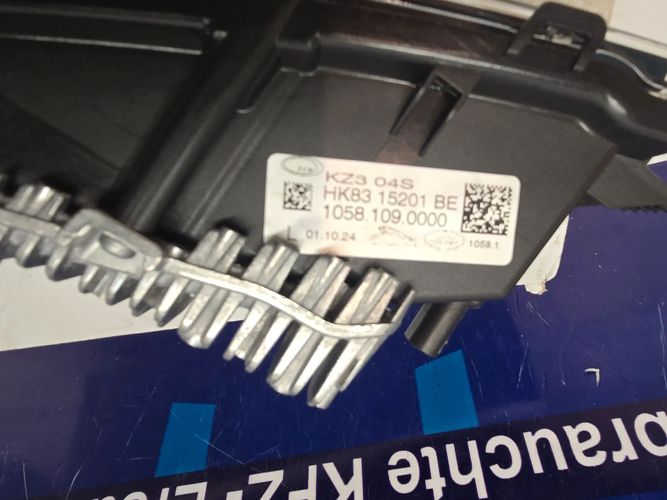 KZ3 04S
HK83 15201 BE
1058.109.0000
L 01.10.24
1058.1
brauchte KFZ-